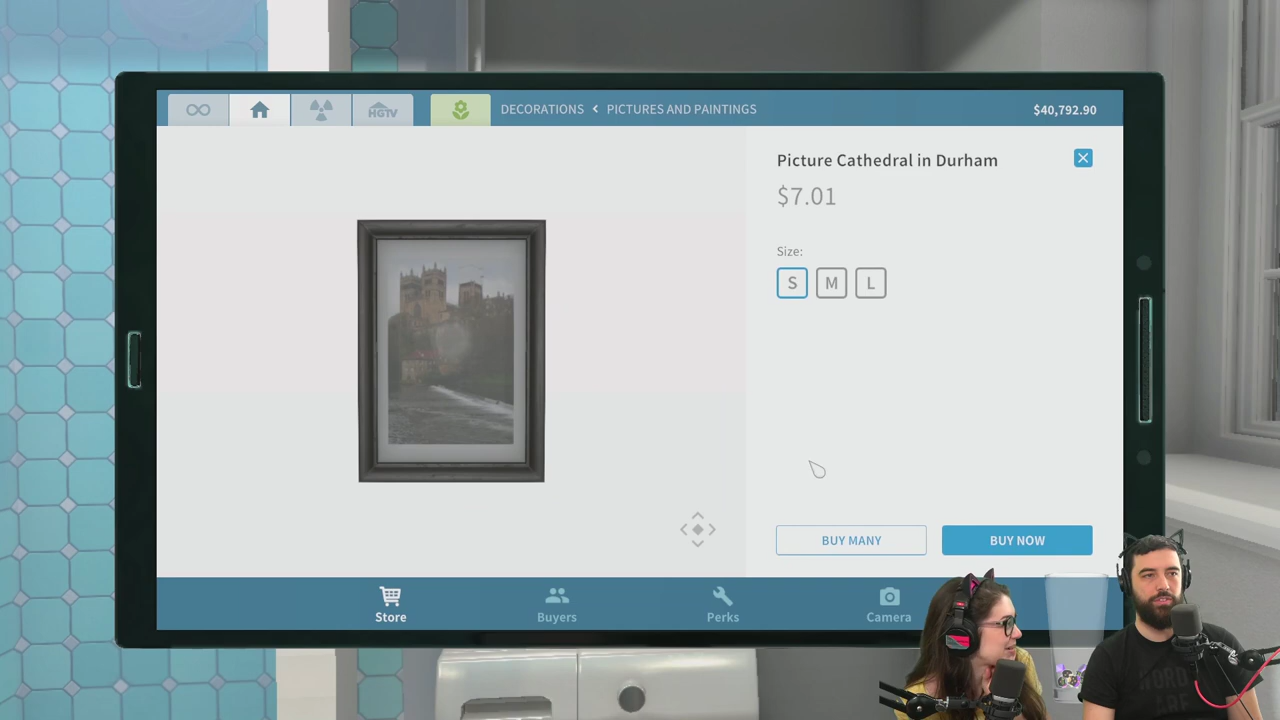 HGTV
DECORATIONS < PICTURES AND PAINTINGS
$40,792.90
Picture Cathedral in Durham
$7.01
Size:
S M L
BUY MANY
BUY NOW
Store
Buyers
Perks
Camera